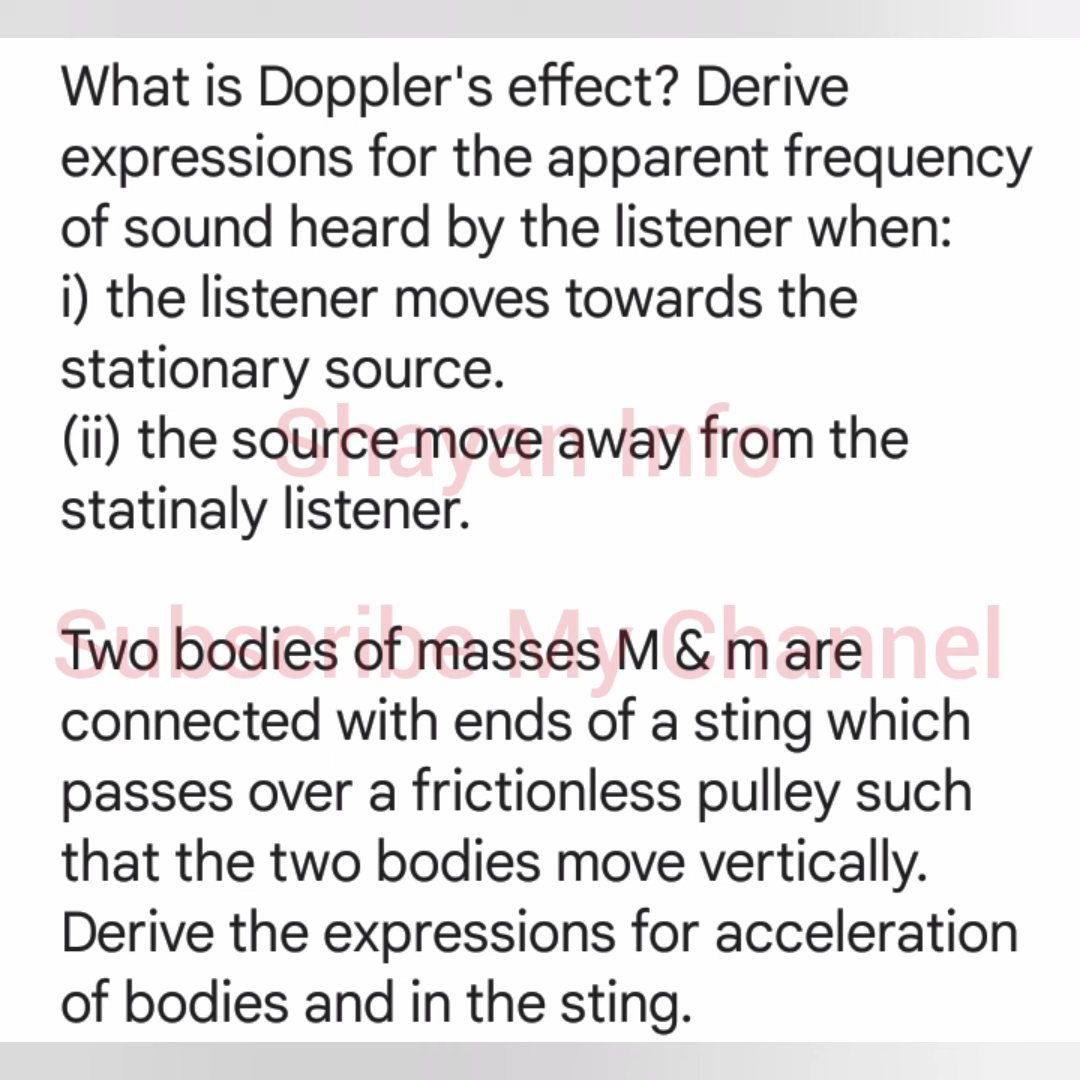 What is Doppler's effect? Derive
expressions for the apparent frequency
of sound heard by the listener when:
i) the listener moves towards the
stationary source.
(ii) the source move away from the
Shayan Info
statinaly listener.
Subscribe My Channel
Two bodies of masses M & m are
connected with ends of a sting which
passes over a frictionless pulley such
that the two bodies move vertically.
Derive the expressions for acceleration
of bodies and in the sting.